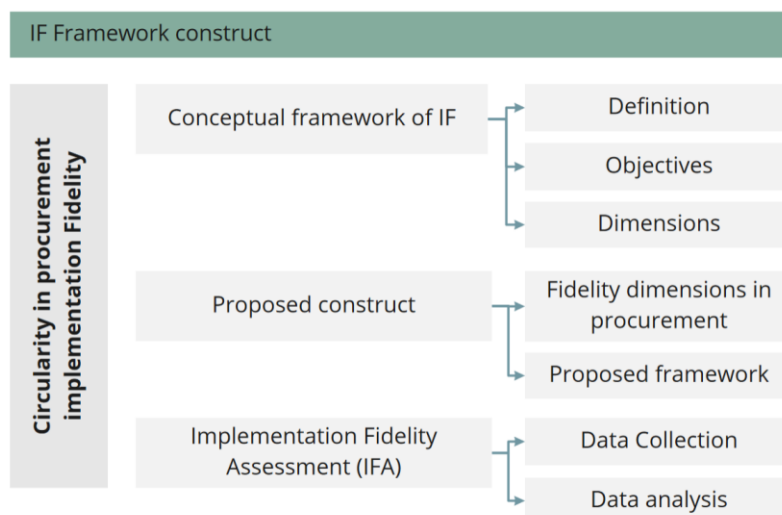 IF Framework construct
Circularity in procurement
implementation Fidelity
Conceptual framework of IF
Definition
Objectives
Dimensions
Proposed construct
Fidelity dimensions in
procurement
Proposed framework
Implementation Fidelity
Assessment (IFA)
Data Collection
Data analysis